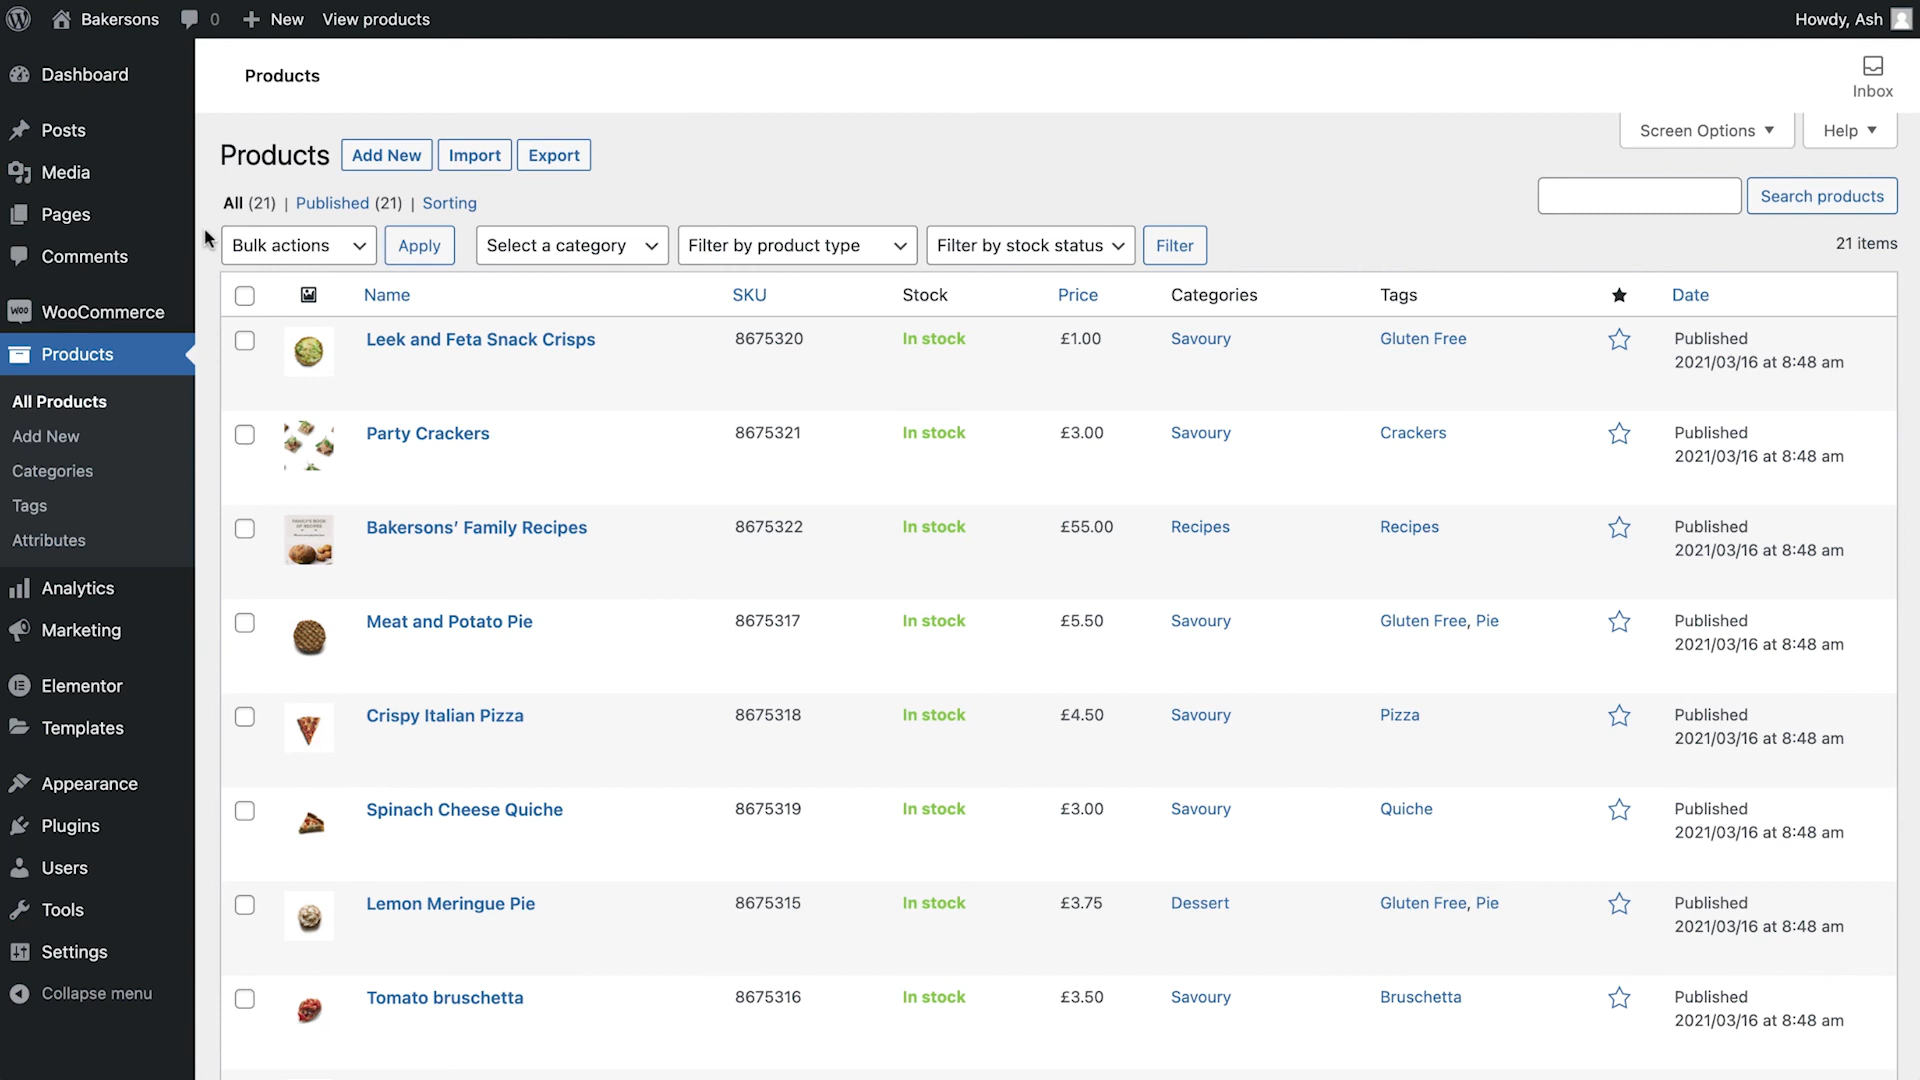 Bakersons 0 New View products Howdy, Ash
Dashboard
Posts
Media
Pages
Comments
WooCommerce
Products
All Products
Add New
Categories
Tags
Attributes
Analytics
Marketing
Elementor
Templates
Appearance
Plugins
Users
Tools
Settings
Collapse menu
Products
Inbox
Screen Options Help
Products Add New Import Export
All (21) | Published (21) | Sorting
Search products
Bulk actions Apply Select a category Filter by product type Filter by stock status Filter 21 items
Name SKU Stock Price Categories Tags Date
Leek and Feta Snack Crisps 8675320 In stock £1.00 Savoury Gluten Free Published
2021/03/16 at 8:48 am
Party Crackers 8675321 In stock £3.00 Savoury Crackers Published
2021/03/16 at 8:48 am
Bakersons’ Family Recipes 8675322 In stock £55.00 Recipes Recipes Published
2021/03/16 at 8:48 am
Meat and Potato Pie 8675317 In stock £5.50 Savoury Gluten Free, Pie Published
2021/03/16 at 8:48 am
Crispy Italian Pizza 8675318 In stock £4.50 Savoury Pizza Published
2021/03/16 at 8:48 am
Spinach Cheese Quiche 8675319 In stock £3.00 Savoury Quiche Published
2021/03/16 at 8:48 am
Lemon Meringue Pie 8675315 In stock £3.75 Dessert Gluten Free, Pie Published
2021/03/16 at 8:48 am
Tomato bruschetta 8675316 In stock £3.50 Savoury Bruschetta Published
2021/03/16 at 8:48 am